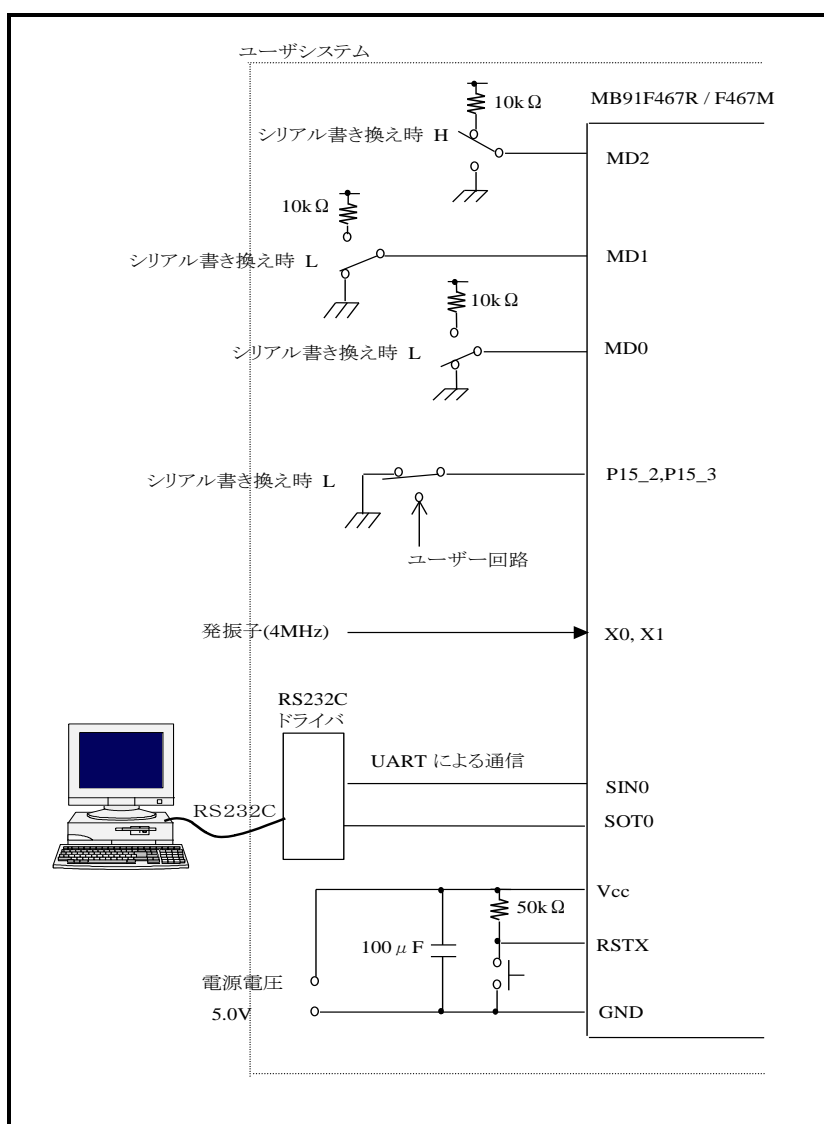 ユーザシステム
MB91F467R / F467M
10kΩ
シリアル書き換え時 H
MD2
10kΩ
シリアル書き換え時 L
MD1
10kΩ
シリアル書き換え時 L
MD0
シリアル書き換え時 L
P15_2,P15_3
ユーザー回路
発振子(4MHz)
X0, X1
RS232C
ドライバ
UART による通信
SIN0
RS232C
SOT0
Vcc
50kΩ
100μF
RSTX
電源電圧
5.0V
GND